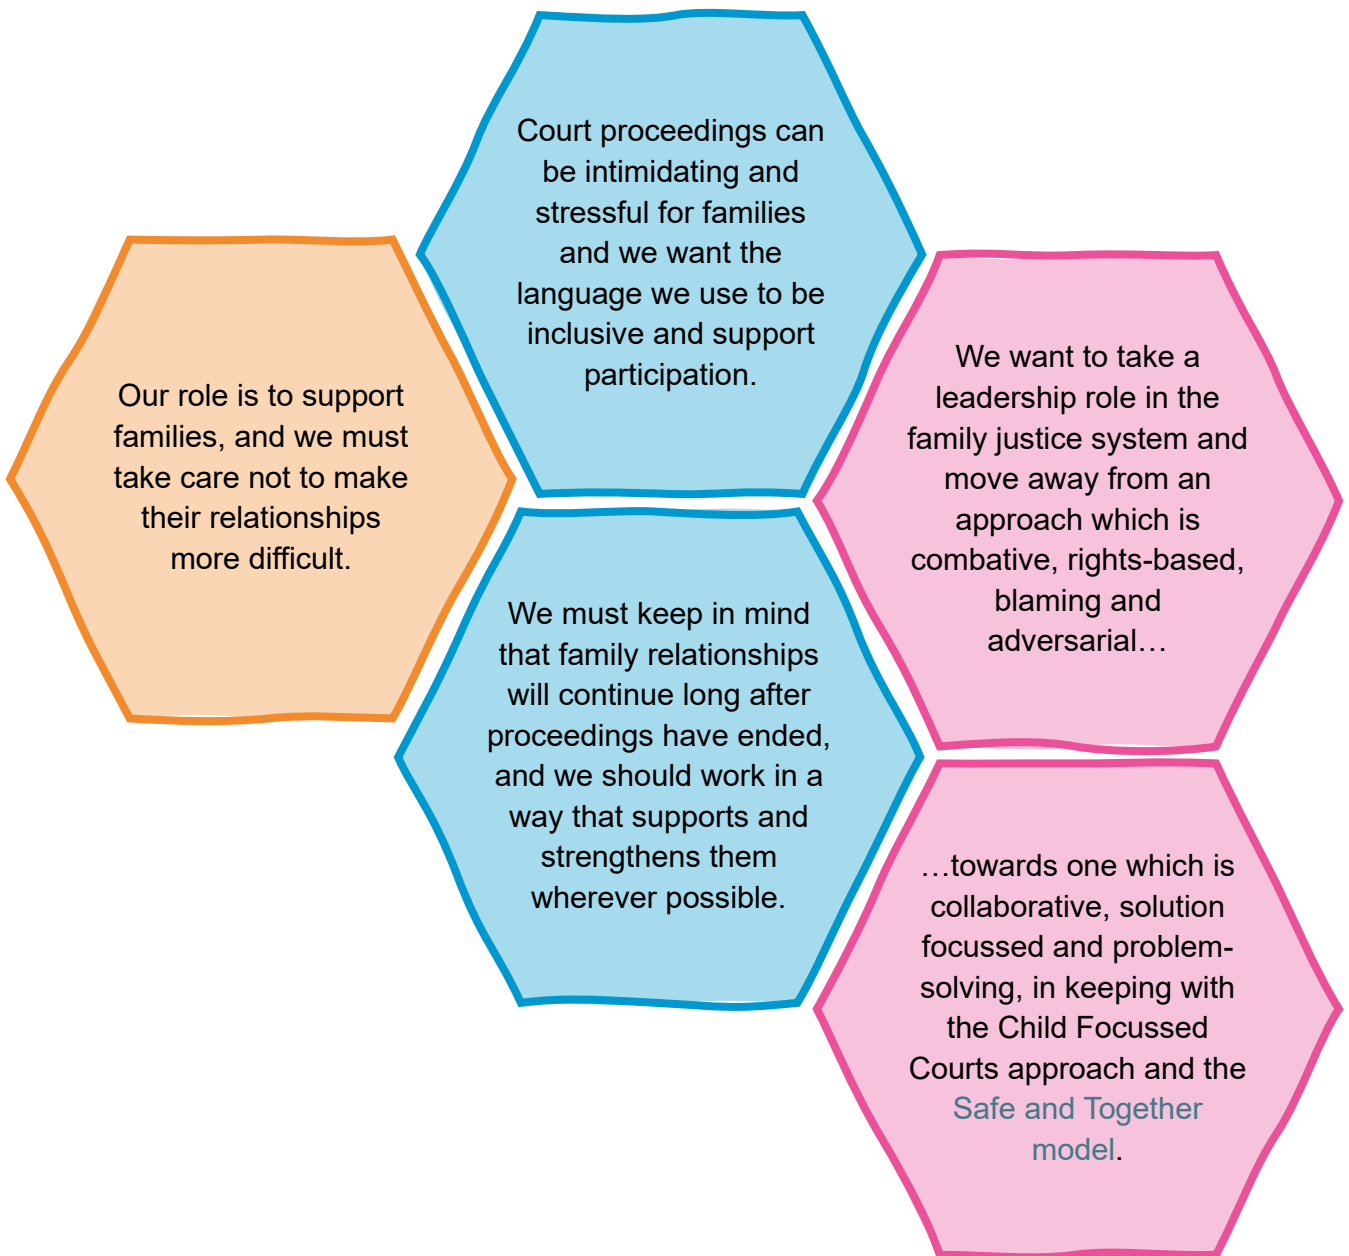 Court proceedings can
be intimidating and
stressful for families
and we want the
language we use to be
inclusive and support
participation.
Our role is to support
families, and we must
take care not to make
their relationships
more difficult.
We want to take a
leadership role in the
family justice system and
move away from an
approach which is
combative, rights-based,
blaming and
adversarial…
We must keep in mind
that family relationships
will continue long after
proceedings have ended,
and we should work in a
way that supports and
strengthens them
wherever possible.
…towards one which is
collaborative, solution
focussed and problem-
solving, in keeping with
the Child Focussed
Courts approach and the
Safe and Together
model.